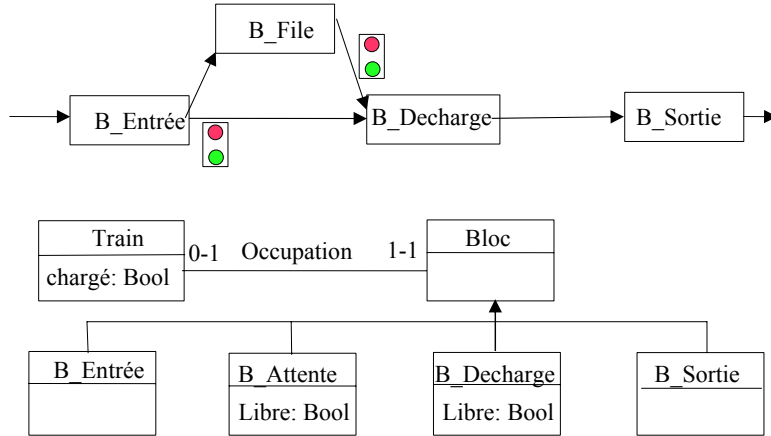 B_File
B_Entrée
B_Decharge
B_Sortie
Train
0-1 Occupation 1-1
Bloc
chargé: Bool
B_Entrée
B_Attente
B_Decharge
B_Sortie
Libre: Bool
Libre: Bool